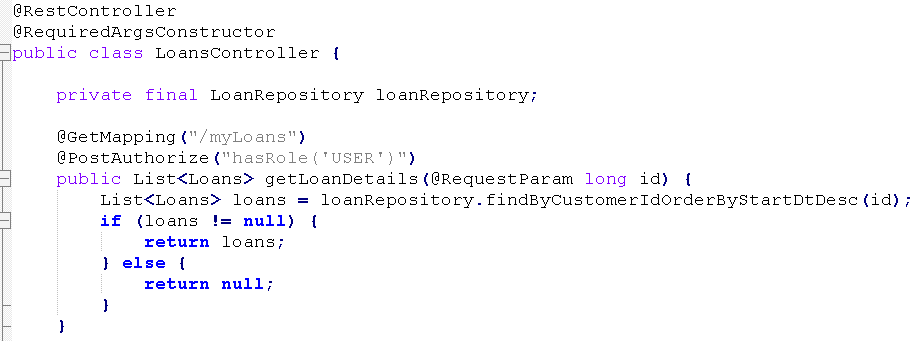 @RestController
@RequiredArgsConstructor
public class LoansController {
private final LoanRepository loanRepository;
@GetMapping("/myLoans")
@PostAuthorize("hasRole('USER')")
public List<Loans> getLoanDetails(@RequestParam long id) {
List<Loans> loans = loanRepository.findByCustomerIdOrderByStartDtDesc(id);
if (loans != null) {
return loans;
} else {
return null;
}
}